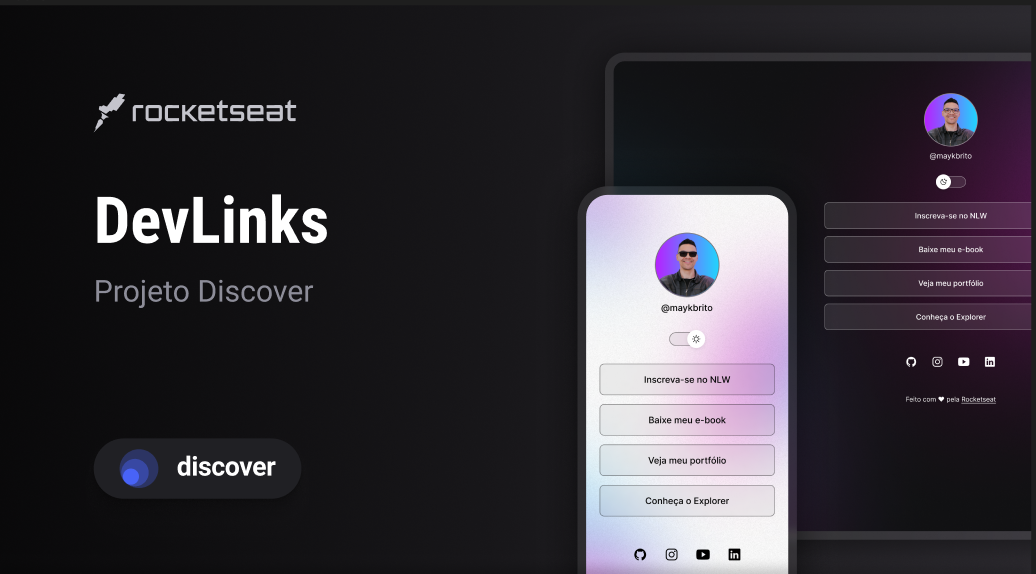 rocketseat
DevLinks
Projeto Discover
discover
@maykbrito
Inscreva-se no NLW
Baixe meu e-book
Veja meu portfólio
Conheça o Explorer
@maykbrito
Inscreva-se no NLW
Baixe meu e-book
Veja meu portfólio
Conheça o Explorer
Feito com ♥ pela Rocketseat